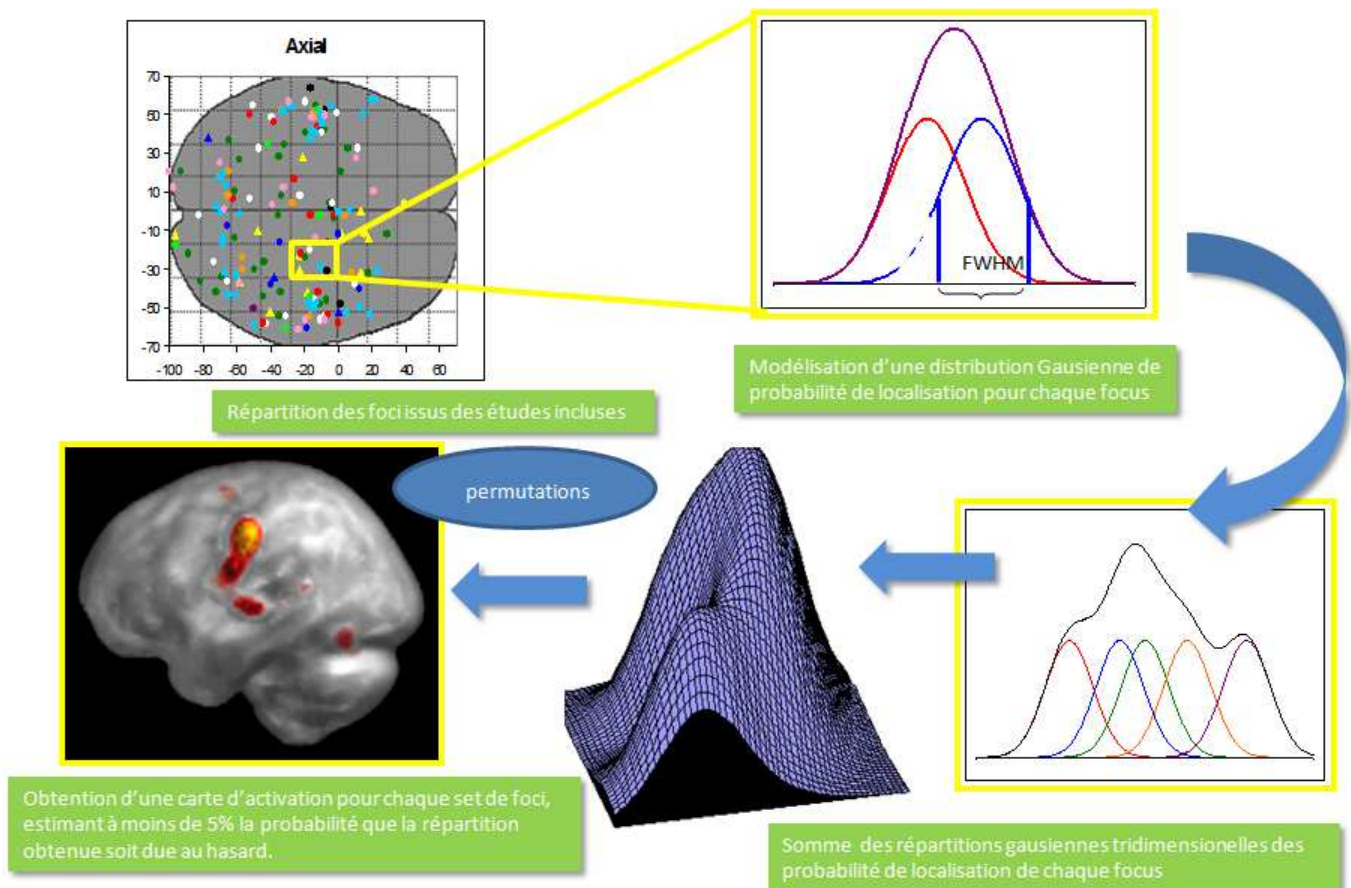 Axial
70
50
30
10
-10
-30
-50
-70
-100 -80 -60 -40 -20 0 20 40 60
FWHM
Répartition des foci issus des études incluses
Modélisation d'une distribution Gausienne de
probabilité de localisation pour chaque focus
permutations
Obtention d'une carte d'activation pour chaque set de foci,
estimant à moins de 5% la probabilité que la répartition
obtenue soit due au hasard.
Somme des répartitions gausiennes tridimensionelles des
probabilité de localisation de chaque focus